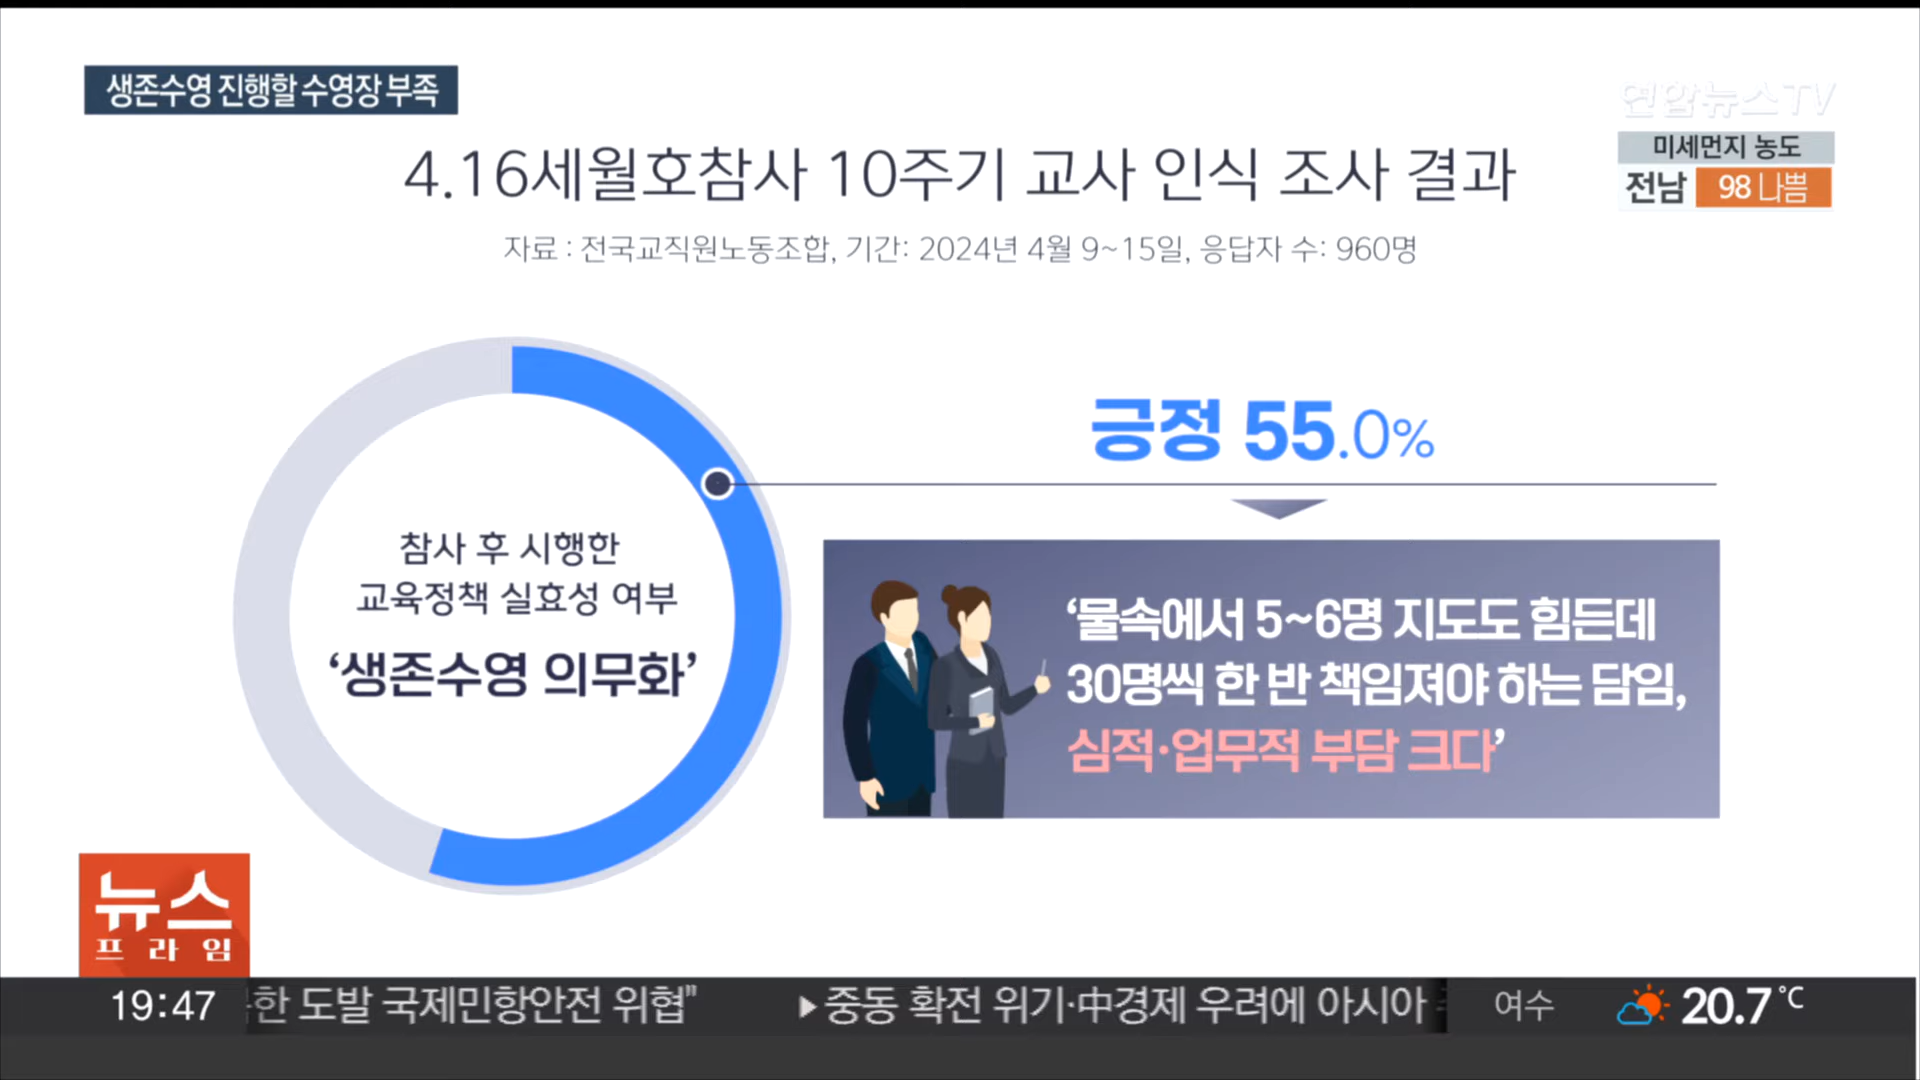 생존수영 진행할 수영장 부족
연합뉴스TV
미세먼지 농도
전남 98 나쁨
4.16세월호참사 10주기 교사 인식 조사 결과
자료 : 전국교직원노동조합, 기간: 2024년 4월 9~15일, 응답자 수: 960명
긍정 55.0%
참사 후 시행한
교육정책 실효성 여부
‘생존수영 의무화’
‘물속에서 5~6명 지도도 힘든데
30명씩 한 반 책임져야 하는 담임,
심적·업무적 부담 크다’
뉴스
프라임
19:47 도발 국제민항안전 위협” ▶중동 확전 위기·中경제 우려에 아시아 여수 20.7℃